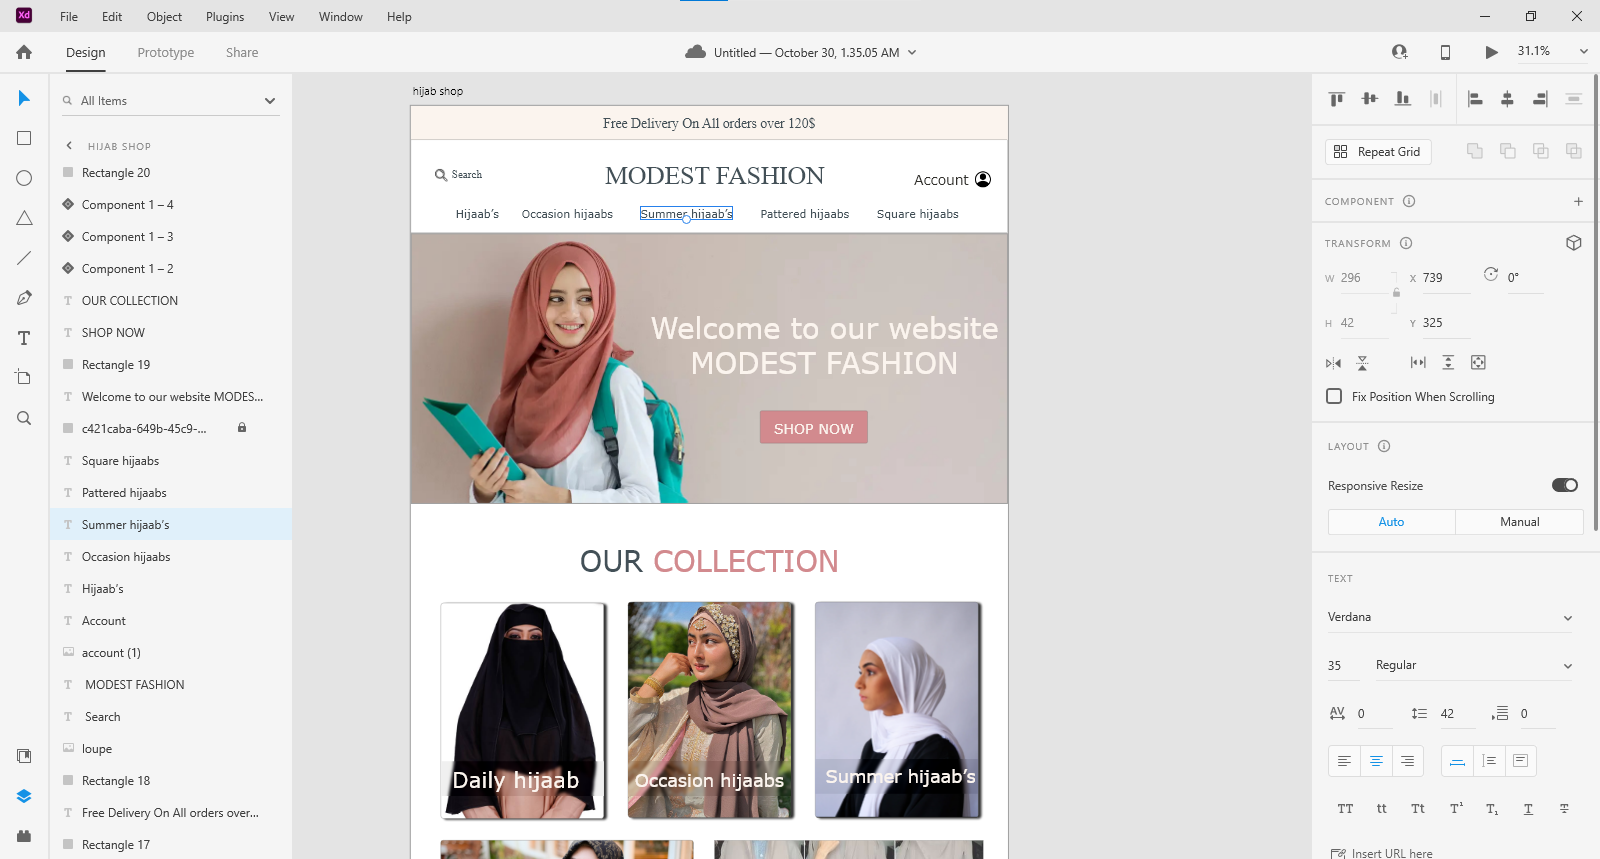 Xd
File Edit Object Plugins View Window Help
Design Prototype Share
Untitled — October 30, 1.35.05 AM
31.1%
All Items
HIJAB SHOP
Rectangle 20
Component 1 – 4
Component 1 – 3
Component 1 – 2
T OUR COLLECTION
T SHOP NOW
Rectangle 19
T Welcome to our website MODES...
c421caba-649b-45c9-...
T Square hijaabs
T Pattered hijaabs
T Summer hijaab's
T Occasion hijaabs
T Hijaab's
T Account
account (1)
T MODEST FASHION
T Search
loupe
Rectangle 18
T Free Delivery On All orders over...
Rectangle 17
hijab shop
Free Delivery On All orders over 120$
Search
MODEST FASHION
Account
Hijaab's Occasion hijaabs Summer hijaab's Pattered hijaabs Square hijaabs
Welcome to our website
MODEST FASHION
SHOP NOW
OUR COLLECTION
Daily hijaab
Occasion hijaabs
Summer hijaab's
Repeat Grid
COMPONENT
TRANSFORM
W 296 X 739 0°
H 42 Y 325
Fix Position When Scrolling
LAYOUT
Responsive Resize
Auto Manual
TEXT
Verdana
35 Regular
AV 0 42 0
TT tt Tt T¹ T₁ T T
Insert URL here